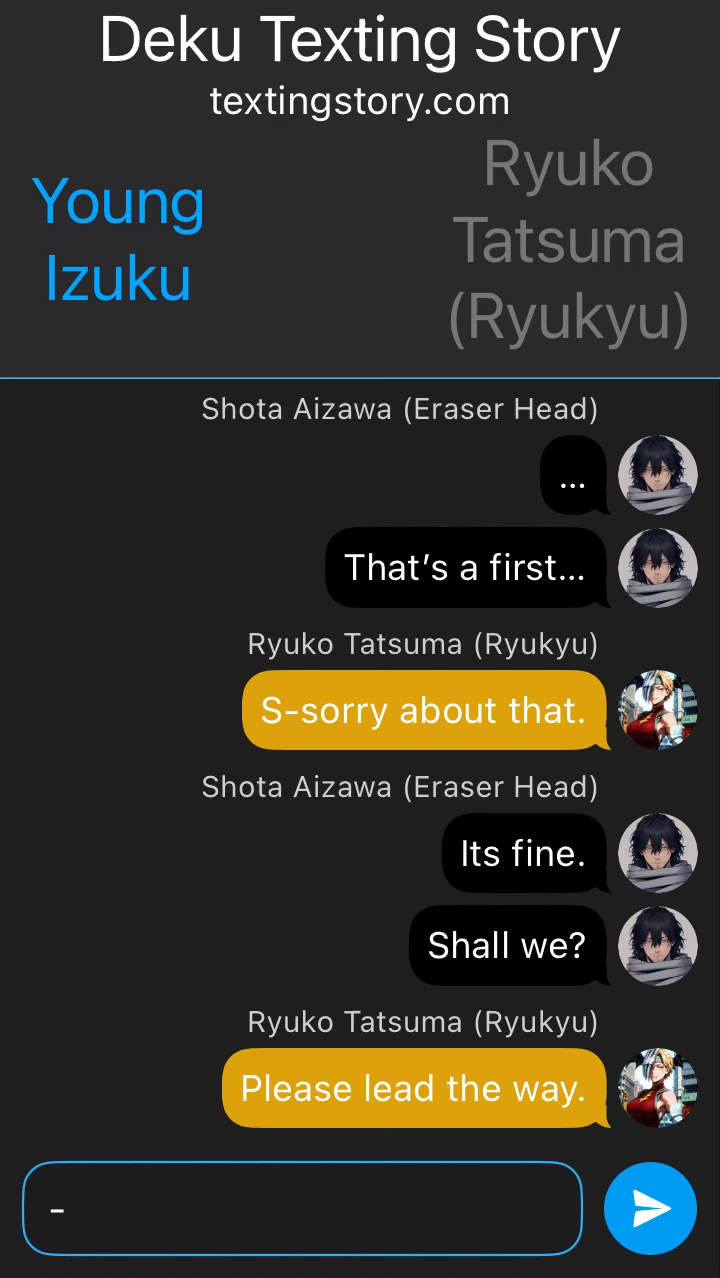 Deku Texting Story
textingstory.com
Young
Izuku
Ryuko
Tatsuma
(Ryukyu)
Shota Aizawa (Eraser Head)
...
That’s a first...
Ryuko Tatsuma (Ryukyu)
S-sorry about that.
Shota Aizawa (Eraser Head)
Its fine.
Shall we?
Ryuko Tatsuma (Ryukyu)
Please lead the way.
-